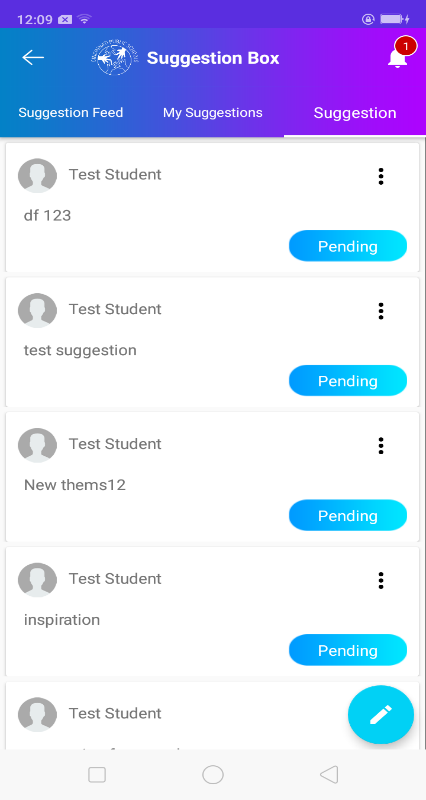 12:09
1
Suggestion Box
Suggestion Feed
My Suggestions
Suggestion
Test Student
df 123
Pending
Test Student
test suggestion
Pending
Test Student
New thems12
Pending
Test Student
inspiration
Pending
Test Student